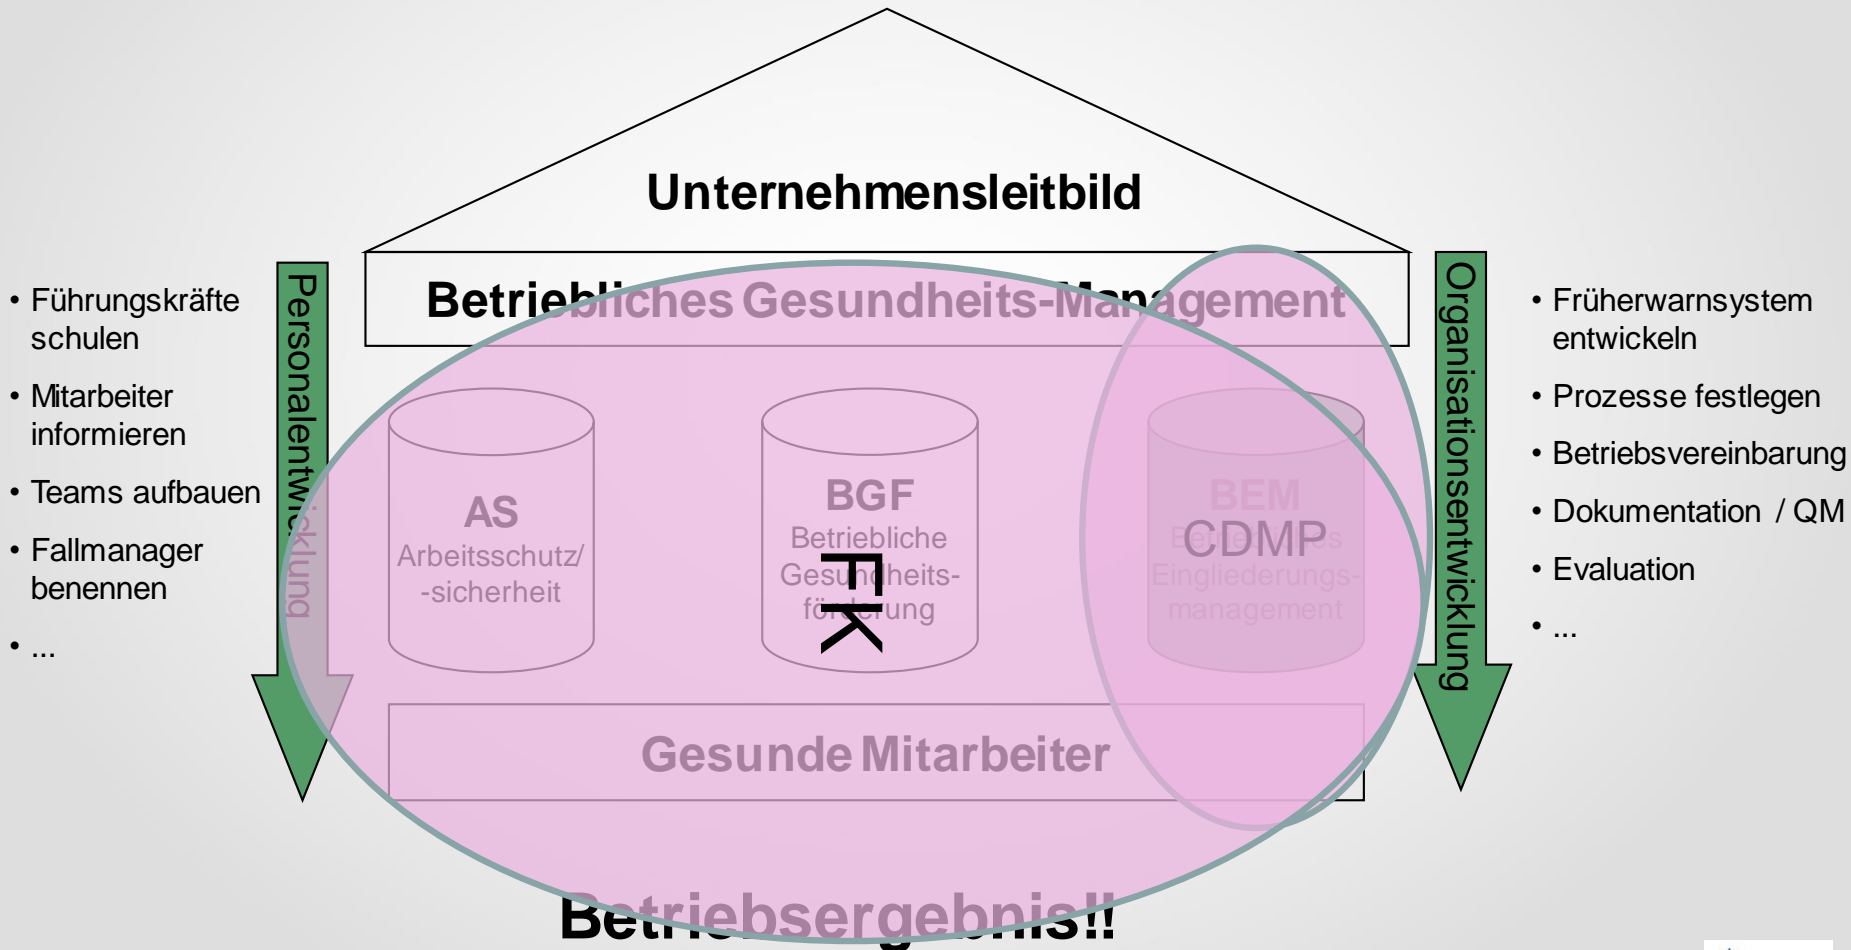 Unternehmensleitbild
Betriebliches Gesundheits-Management
Personalentwicklung
• Führungskräfte
schulen
• Mitarbeiter
informieren
• Teams aufbauen
• Fallmanager
benennen
• ...
AS
Arbeitsschutz/
-sicherheit
BGF
Betriebliche
Gesundheits-
förderung
FK
BEM
Betriebliches
Eingliederungs-
management
CDMP
Organisationsentwicklung
• Früherwarnsystem
entwickeln
• Prozesse festlegen
• Betriebsvereinbarung
• Dokumentation / QM
• Evaluation
• ...
Gesunde Mitarbeiter
Betriebsergebnis!!